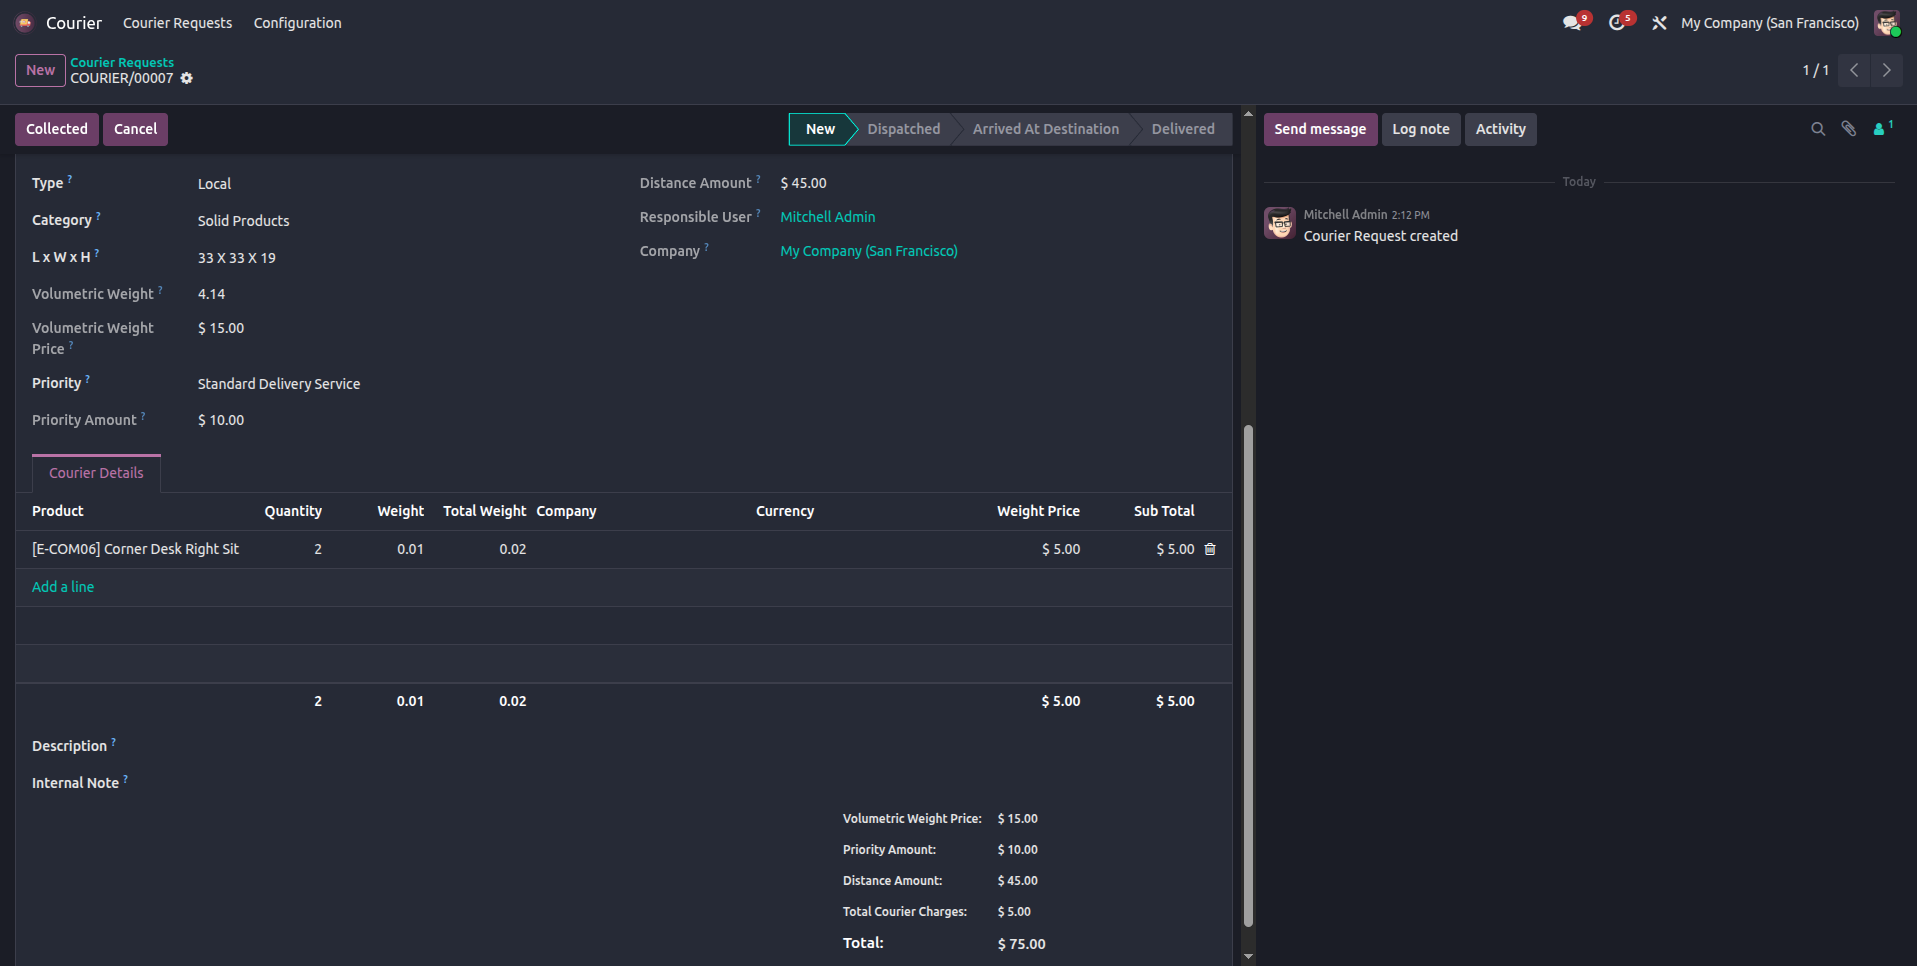 Courier Courier Requests Configuration 9 5 My Company (San Francisco)
New Courier Requests
COURIER/00007 1 / 1
Collected Cancel New Dispatched Arrived At Destination Delivered Send message Log note Activity 1
Type ? Local Distance Amount ? $ 45.00 Today
Category ? Solid Products Responsible User ? Mitchell Admin Mitchell Admin 2:12 PM
Courier Request created
L x W x H ? 33 X 33 X 19 Company ? My Company (San Francisco)
Volumetric Weight ? 4.14
Volumetric Weight Price ? $ 15.00
Priority ? Standard Delivery Service
Priority Amount ? $ 10.00
Courier Details
Product Quantity Weight Total Weight Company Currency Weight Price Sub Total
[E-COM06] Corner Desk Right Sit 2 0.01 0.02 $ 5.00 $ 5.00
Add a line
2 0.01 0.02 $ 5.00 $ 5.00
Description ?
Internal Note ?
Volumetric Weight Price: $ 15.00
Priority Amount: $ 10.00
Distance Amount: $ 45.00
Total Courier Charges: $ 5.00
Total: $ 75.00